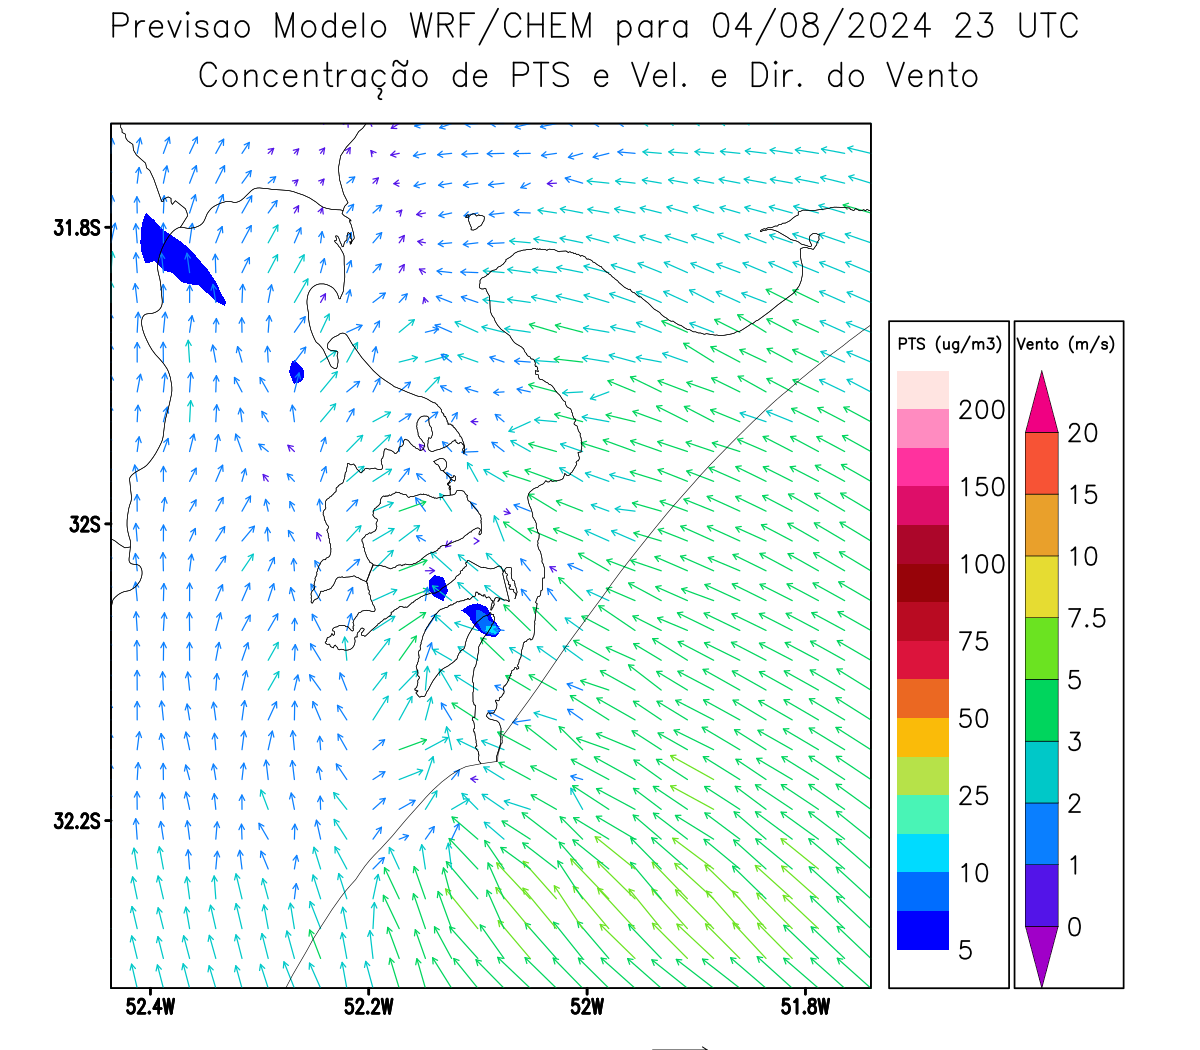 Previsao Modelo WRF/CHEM para 04/08/2024 23 UTC
Concentração de PTS e Vel. e Dir. do Vento
31.8S
32S
32.2S
52.4W 52.2W 52W 51.8W
PTS (ug/m3)
200
150
100
75
50
25
10
5
Vento (m/s)
20
15
10
7.5
5
3
2
1
0